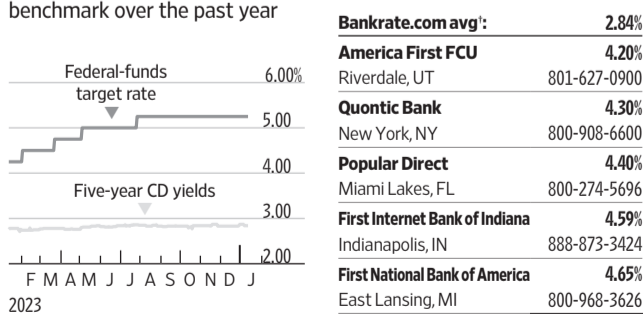 benchmark over the past year
Federal-funds
target rate
6.00%
5.00
4.00
Five-year CD yields
3.00
2.00
F M A M J J A S O N D J
2023
Bankrate.com avg†: 2.84%
America First FCU 4.20%
Riverdale, UT 801-627-0900
Quontic Bank 4.30%
New York, NY 800-908-6600
Popular Direct 4.40%
Miami Lakes, FL 800-274-5696
First Internet Bank of Indiana 4.59%
Indianapolis, IN 888-873-3424
First National Bank of America 4.65%
East Lansing, MI 800-968-3626